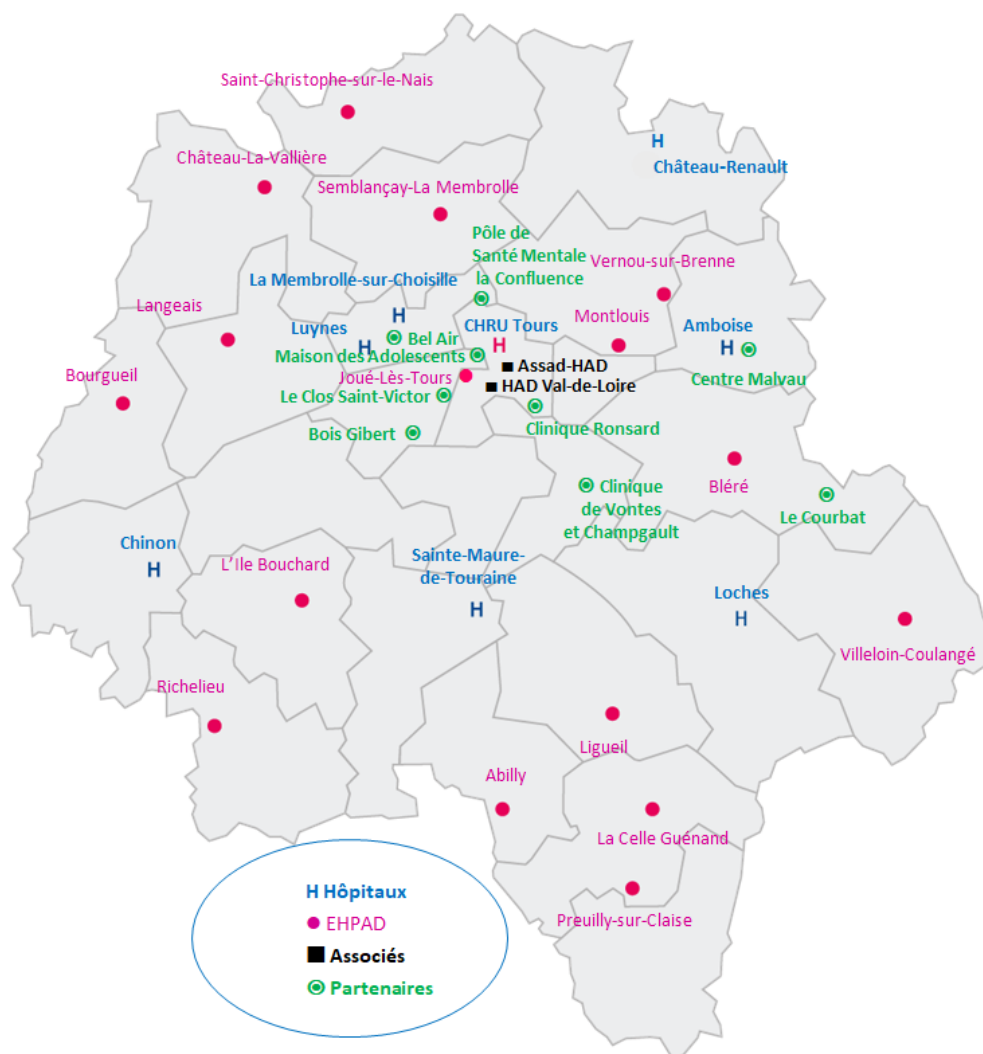 Saint-Christophe-sur-le-Nais
H
Château-La-Vallière
Château-Renault
Semblançay-La Membrolle
Pôle de
Santé Mentale
la Confluence
Vernou-sur-Brenne
La Membrolle-sur-Choisille
H
Langeais
Luynes
H
Bel Air
CHRU Tours
H
Montlouis
Amboise
H
Maison des Adolescents
Assad-HAD
Bourgueil
Joué-Lès-Tours
HAD Val-de-Loire
Centre Malvau
Le Clos Saint-Victor
Bois Gibert
Clinique Ronsard
Bléré
Clinique
de Vontes
et Champgault
Le Courbat
Chinon
H
L'Ile Bouchard
Sainte-Maure-
de-Touraine
H
Loches
H
Villeloin-Coulangé
Richelieu
Ligueil
Abilly
La Celle Guénand
Preuilly-sur-Claise
H Hôpitaux
EHPAD
Associés
Partenaires